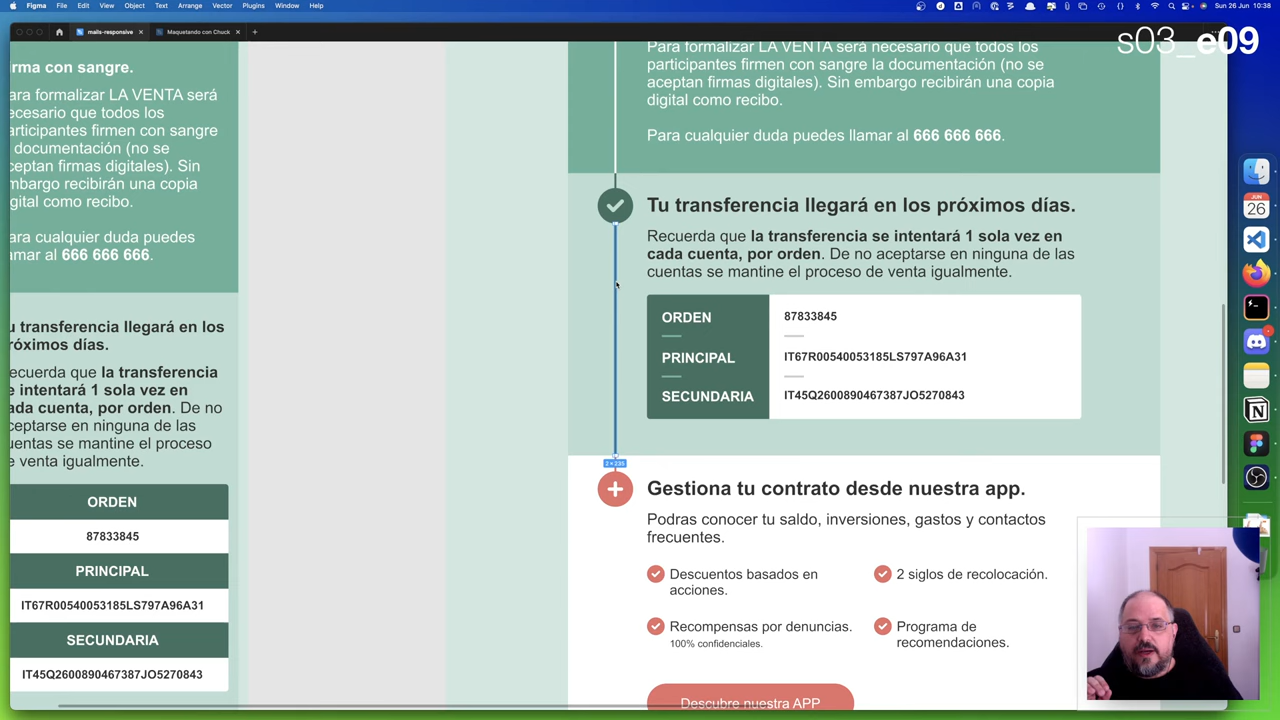 Figma File Edit View Object Text Arrange Vector Plugins Window Help
Sun 26 Jun 10:38
mails-responsive
Maquetando con Chuck
s03_e09
irma con sangre.
ara formalizar LA VENTA será
ecesario que todos los
articipantes firmen con sangre
documentación (no se
ceptan firmas digitales). Sin
mbargo recibirán una copia
igital como recibo.
ara cualquier duda puedes
amar al 666 666 666.
u transferencia llegará en los
róximos días.
ecuerda que la transferencia
e intentará 1 sola vez en
ada cuenta, por orden. De no
ceptarse en ninguna de las
uentas se mantine el proceso
e venta igualmente.
ORDEN
87833845
PRINCIPAL
IT67R00540053185LS797A96A31
SECUNDARIA
IT45Q2600890467387JO5270843
Para formalizar LA VENTA será necesario que todos los
participantes firmen con sangre la documentación (no se
aceptan firmas digitales). Sin embargo recibirán una copia
digital como recibo.
Para cualquier duda puedes llamar al 666 666 666.
Tu transferencia llegará en los próximos días.
Recuerda que la transferencia se intentará 1 sola vez en
cada cuenta, por orden. De no aceptarse en ninguna de las
cuentas se mantine el proceso de venta igualmente.
ORDEN 87833845
PRINCIPAL IT67R00540053185LS797A96A31
SECUNDARIA IT45Q2600890467387JO5270843
2 × 235
Gestiona tu contrato desde nuestra app.
Podras conocer tu saldo, inversiones, gastos y contactos
frecuentes.
Descuentos basados en
acciones.
2 siglos de recolocación.
Recompensas por denuncias.
100% confidenciales.
Programa de
recomendaciones.
Descubre nuestra APP
JUN
26